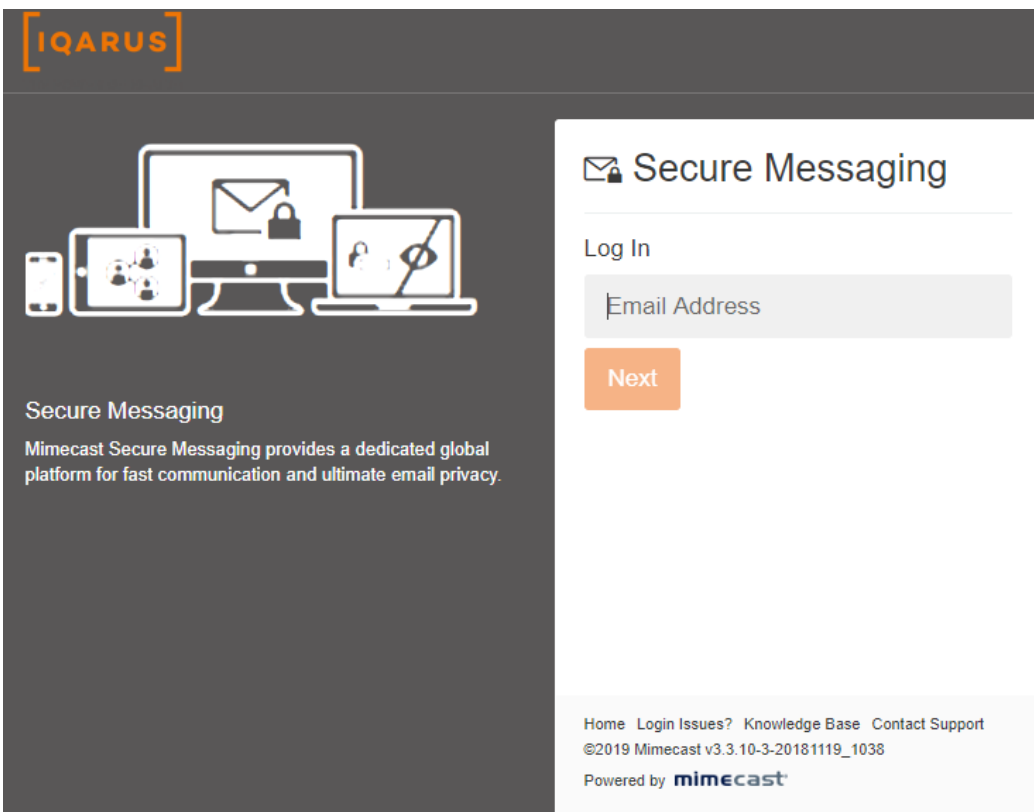 IQARUS
Secure Messaging
Mimecast Secure Messaging provides a dedicated global
platform for fast communication and ultimate email privacy.
Secure Messaging
Log In
Email Address
Next
Home Login Issues? Knowledge Base Contact Support
©2019 Mimecast v3.3.10-3-20181119_1038
Powered by mimecast